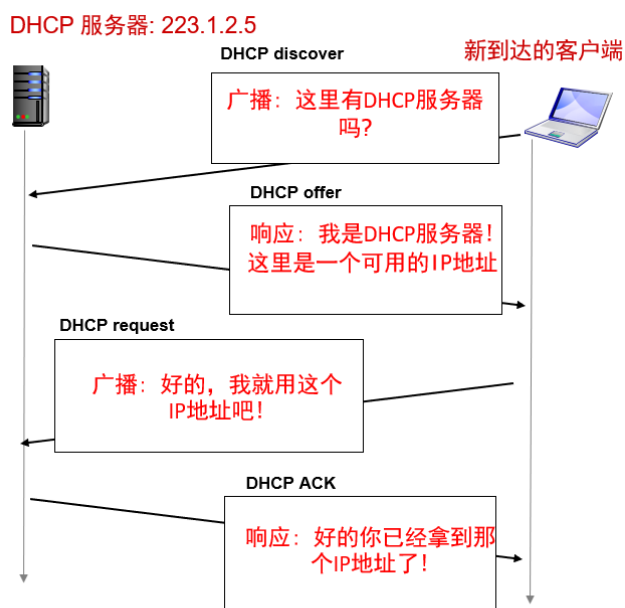 DHCP 服务器: 223.1.2.5
DHCP discover
新到达的客户端
广播：这里有DHCP服务器
吗?
DHCP offer
响应：我是DHCP服务器!
这里是一个可用的IP地址
DHCP request
广播：好的，我就用这个
IP地址吧!
DHCP ACK
响应：好的你已经拿到那
个IP地址了!